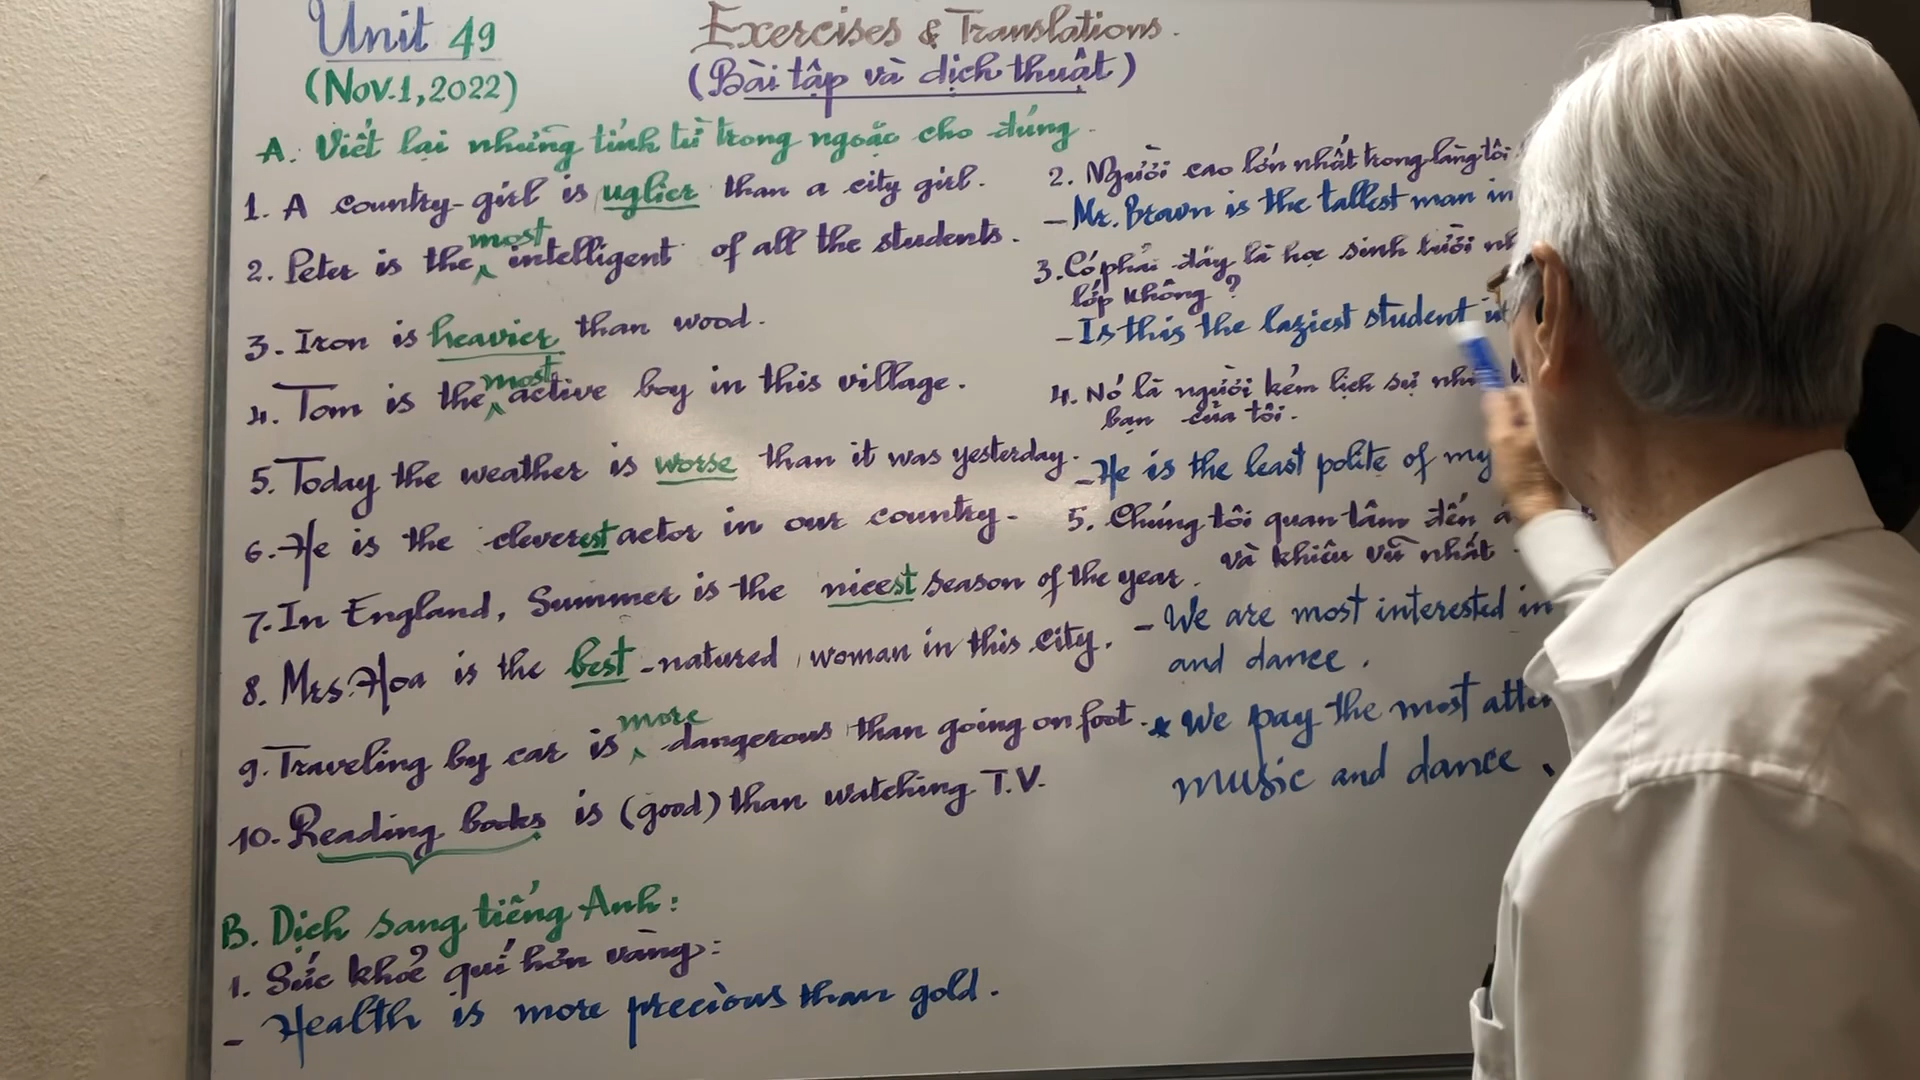 Unit 49
(Nov.1, 2022)
Exercises & Translations.
(Bài tập và dịch thuật)
A. Viết lại những tính từ trong ngoặc cho đúng.
1. A country-girl is uglier than a city girl.
most
2. Peter is the ^ intelligent of all the students.
3. Iron is heavier than wood.
most
4. Tom is the ^ active boy in this village.
5. Today the weather is worse than it was yesterday.
6. He is the cleverest actor in our country.
7. In England, Summer is the nicest season of the year.
8. Mrs. Hoa is the best-natured woman in this city.
more
9. Traveling by car is ^ dangerous than going on foot.
10. Reading books is (good) than watching T.V.
B. Dịch sang tiếng Anh:
1. Sức khoẻ quí hơn vàng:
- Health is more precious than gold.
2. Người cao lớn nhất trong làng tôi
- Mr. Brown is the tallest man in
3. Có phải đây là học sinh lười
lớp không?
- Is this the laziest student
4. Nó là người kém lịch sự
bạn của tôi.
- He is the least polite of my
5. Chúng tôi quan tâm đến
và khiêu vũ nhất
- We are most interested in
and dance.
* We pay the most
music and dance.